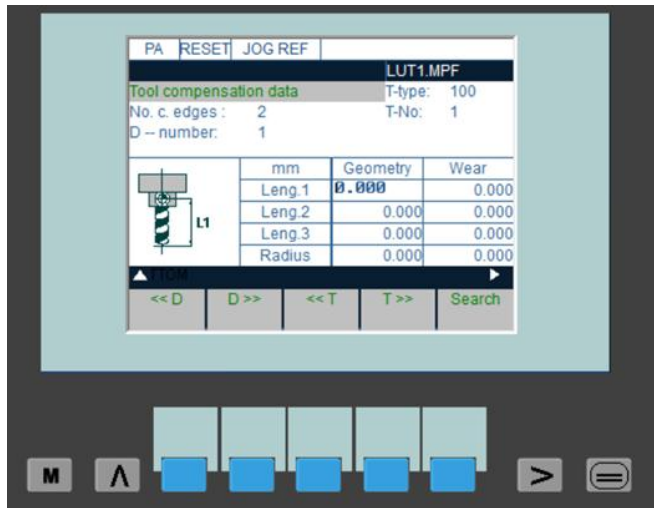 PA RESET JOG REF
LUT1.MPF
Tool compensation data T-type: 100
No. c. edges : 2 T-No: 1
D -- number: 1
mm Geometry Wear
Leng.1 0.000 0.000
L1
Leng.2 0.000 0.000
Leng.3 0.000 0.000
Radius 0.000 0.000
<< D D >> << T T >> Search
M Λ >